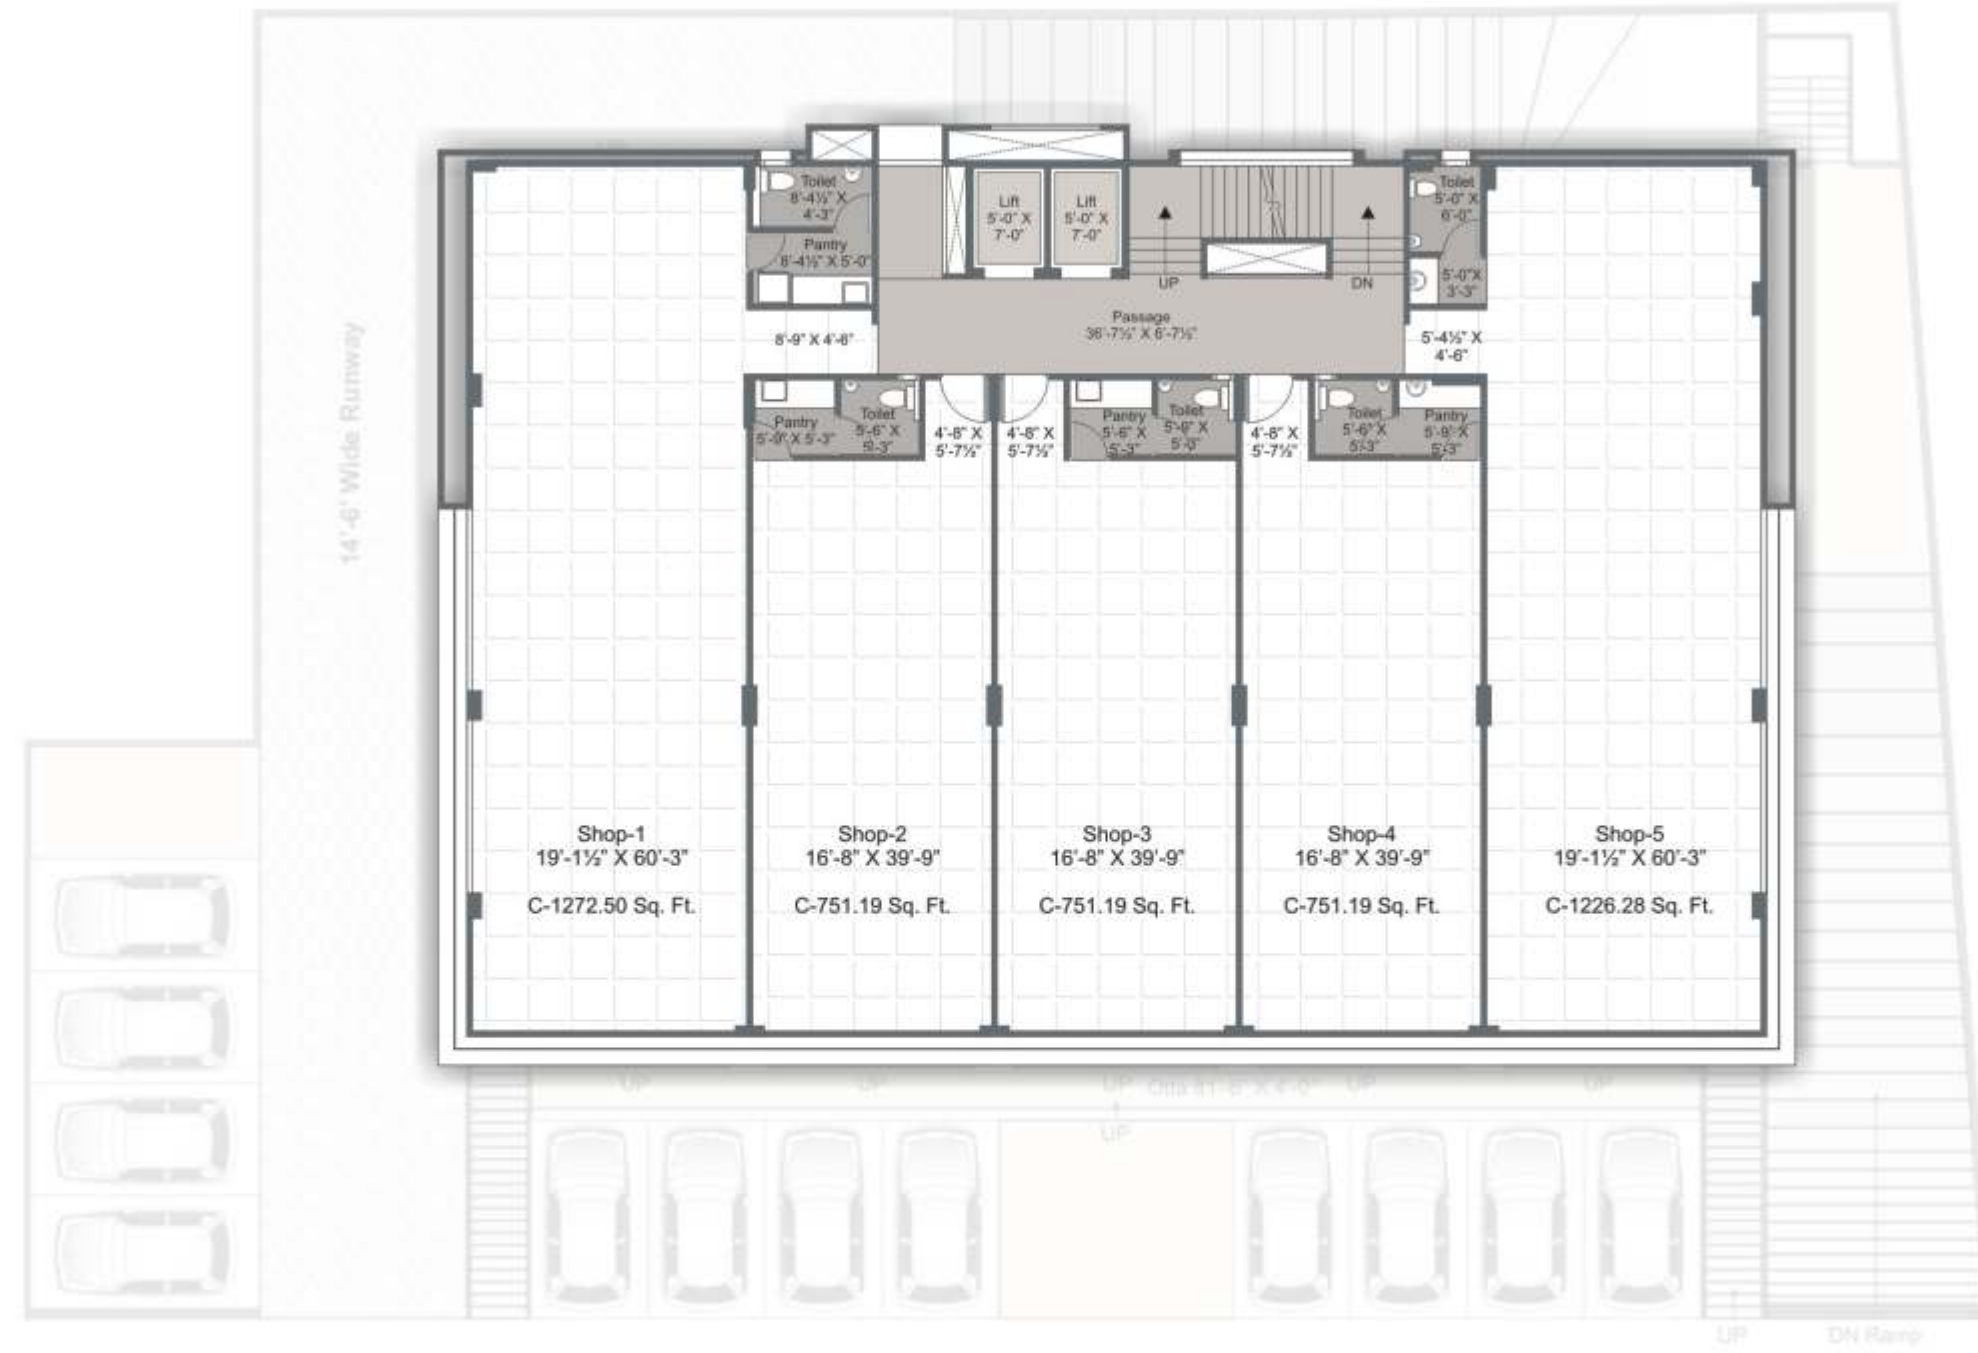 Toilet
8'-4½" X
4'-3"
Pantry
8'-4½" X 5'-0"
Lift
5'-0" X
7'-0"
Lift
5'-0" X
7'-0"
UP
DN
Toilet
5'-0" X
6'-0"
5'-0" X
3'-3"
Passage
36'-7½" X 6'-7½"
8'-9" X 4'-6"
5'-4½" X
4'-6"
14'-6' Wide Runway
Pantry
X 5'-3"
Toilet
5'-6" X
5'-3"
4'-8" X
5'-7½"
4'-8" X
5'-7½"
Pantry
5'-6" X
5'-3"
Toilet
X
5'-0"
4'-8" X
5'-7½"
Toilet
5'-6" X
5'-3"
Pantry
5'-9" X
5'-3"
Shop-1
19'-1½" X 60'-3"
C-1272.50 Sq. Ft.
Shop-2
16'-8" X 39'-9"
C-751.19 Sq. Ft.
Shop-3
16'-8" X 39'-9"
C-751.19 Sq. Ft.
Shop-4
16'-8" X 39'-9"
C-751.19 Sq. Ft.
Shop-5
19'-1½" X 60'-3"
C-1226.28 Sq. Ft.
UP
UP
UP
Otta 81'-6" X 4'-0"
UP
UP
UP
UP
DN Ramp